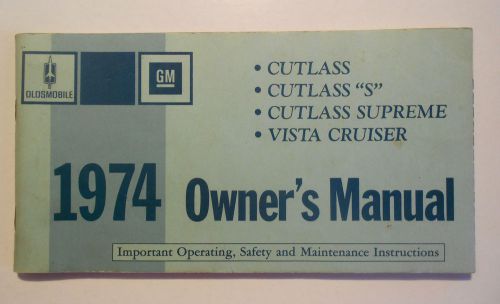 OLDSMOBILE
GM
• CUTLASS
• CUTLASS "S"
• CUTLASS SUPREME
• VISTA CRUISER
1974 Owner's Manual
Important Operating, Safety and Maintenance Instructions